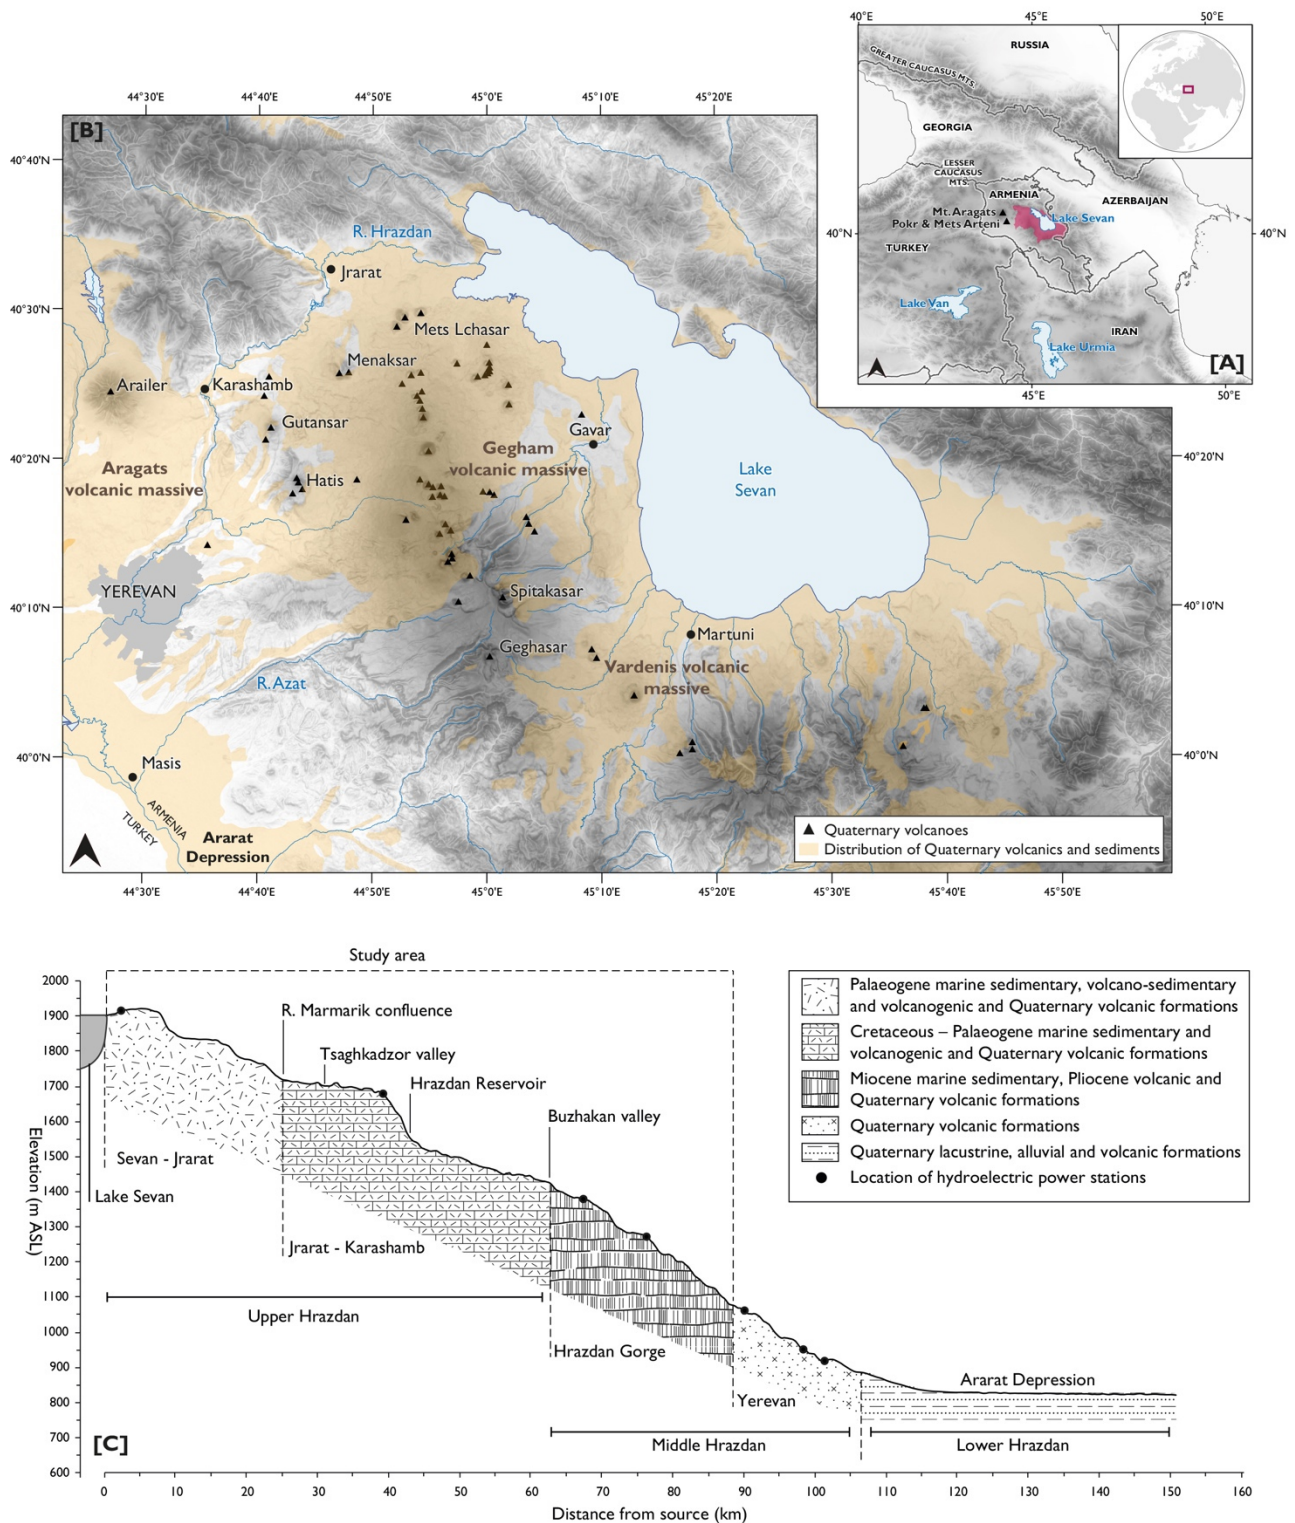 40°E
45°E
50°E
RUSSIA
GREATER CAUCASUS MTS.
GEORGIA
LESSER
CAUCASUS
MTS.
ARMENIA
AZERBAIJAN
Mt. Aragats
Pokr & Mets Arteni
Lake Sevan
40°N
40°N
TURKEY
Lake Van
IRAN
Lake Urmia
[A]
45°E
50°E
44°30'E
44°40'E
44°50'E
45°0'E
45°10'E
45°20'E
[B]
40°40'N
R. Hrazdan
Jrarat
40°30'N
Mets Lchasar
Menaksar
Arailer
Karashamb
Gutansar
Gavar
Gegham
volcanic massive
40°20'N
40°20'N
Aragats
volcanic massive
Hatis
Lake
Sevan
YEREVAN
Spitakasar
40°10'N
40°10'N
Martuni
Geghasar
Vardenis volcanic
massive
R. Azat
40°0'N
40°0'N
Masis
ARMENIA
TURKEY
Ararat
Depression
Quaternary volcanoes
Distribution of Quaternary volcanics and sediments
44°30'E
44°40'E
44°50'E
45°0'E
45°10'E
45°20'E
45°30'E
45°40'E
45°50'E
Study area
2000
1900
1800
1700
1600
1500
1400
1300
1200
1100
1000
900
800
700
600
Elevation (m ASL)
R. Marmarik confluence
Tsaghkadzor valley
Hrazdan Reservoir
Buzhakan valley
Sevan - Jrarat
Lake Sevan
Jrarat - Karashamb
Upper Hrazdan
Hrazdan Gorge
Yerevan
Ararat Depression
[C]
Middle Hrazdan
Lower Hrazdan
0 10 20 30 40 50 60 70 80 90 100 110 120 130 140 150 160
Distance from source (km)
Palaeogene marine sedimentary, volcano-sedimentary
and volcanogenic and Quaternary volcanic formations
Cretaceous – Palaeogene marine sedimentary and
volcanogenic and Quaternary volcanic formations
Miocene marine sedimentary, Pliocene volcanic and
Quaternary volcanic formations
Quaternary volcanic formations
Quaternary lacustrine, alluvial and volcanic formations
Location of hydroelectric power stations